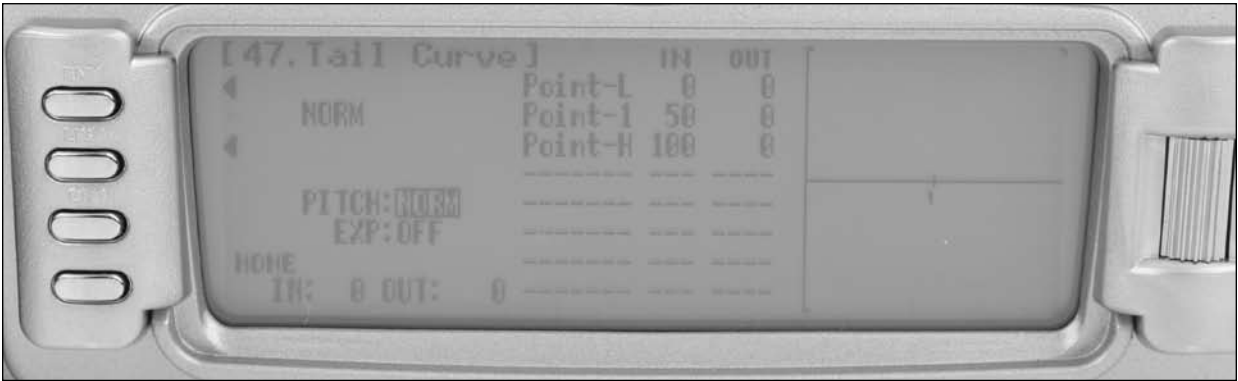 [47.Tail Curve] IN OUT
Point-L 0 0
NORM Point-1 50 0
Point-H 100 0
------- --- ----
PITCH:NORM ------- --- ----
EXP:OFF ------- --- ----
NONE ------- --- ----
IN: 0 OUT: 0 ------- --- ----